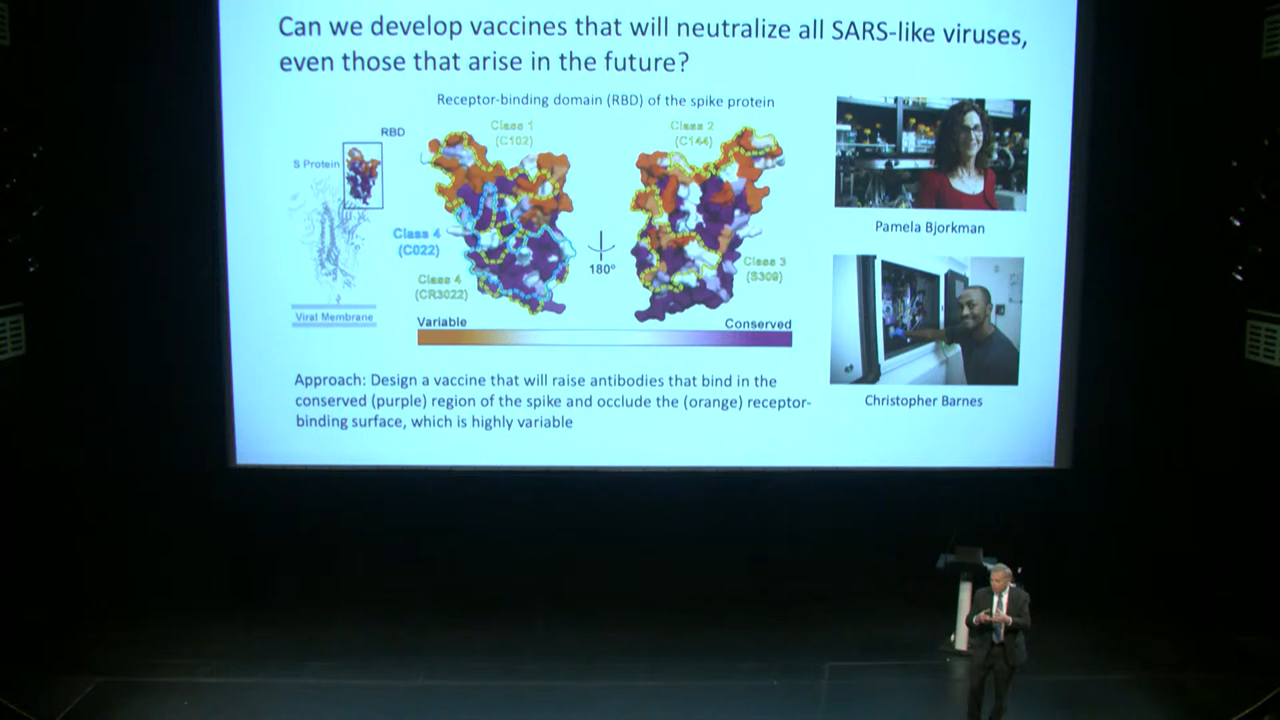 Can we develop vaccines that will neutralize all SARS-like viruses,
even those that arise in the future?
Receptor-binding domain (RBD) of the spike protein
RBD
S Protein
Viral Membrane
Class 1
(C102)
Class 2
(C144)
Class 4
(C022)
Class 4
(CR3022)
180°
Class 3
(S309)
Variable
Conserved
Pamela Bjorkman
Christopher Barnes
Approach: Design a vaccine that will raise antibodies that bind in the
conserved (purple) region of the spike and occlude the (orange) receptor-
binding surface, which is highly variable